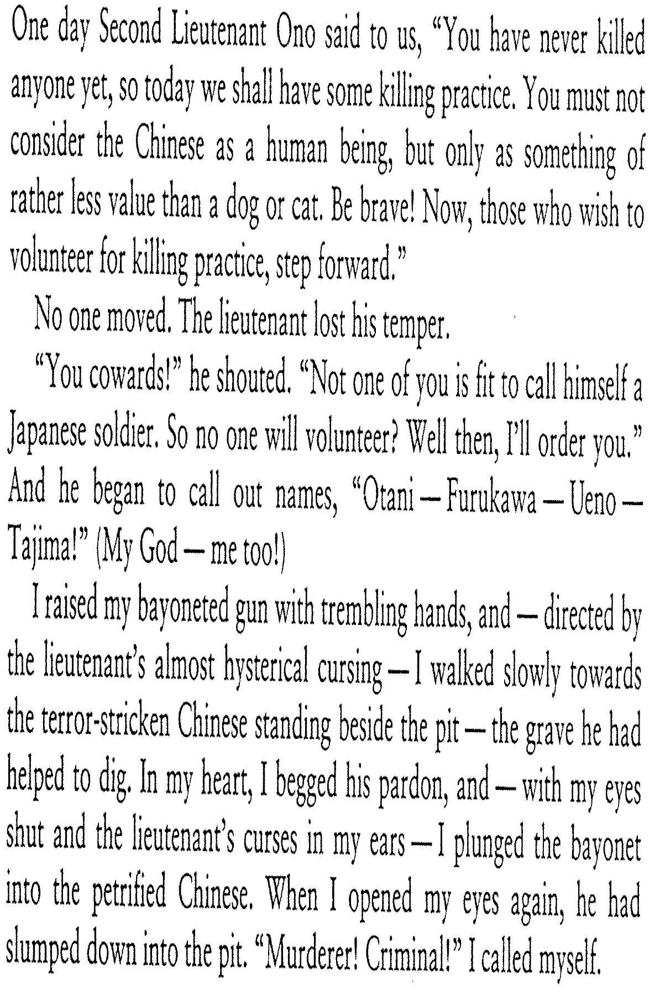 One day Second Lieutenant Ono said to us, “You have never killed
anyone yet, so today we shall have some killing practice. You must not
consider the Chinese as a human being, but only as something of
rather less value than a dog or cat. Be brave! Now, those who wish to
volunteer for killing practice, step forward.”
No one moved. The lieutenant lost his temper.
“You cowards!” he shouted. “Not one of you is fit to call himself a
Japanese soldier. So no one will volunteer? Well then, I’ll order you.”
And he began to call out names, “Otani — Furukawa — Ueno —
Tajima!” (My God — me too!)
I raised my bayoneted gun with trembling hands, and — directed by
the lieutenant’s almost hysterical cursing — I walked slowly towards
the terror-stricken Chinese standing beside the pit — the grave he had
helped to dig. In my heart, I begged his pardon, and — with my eyes
shut and the lieutenant’s curses in my ears — I plunged the bayonet
into the petrified Chinese. When I opened my eyes again, he had
slumped down into the pit. “Murderer! Criminal!” I called myself.